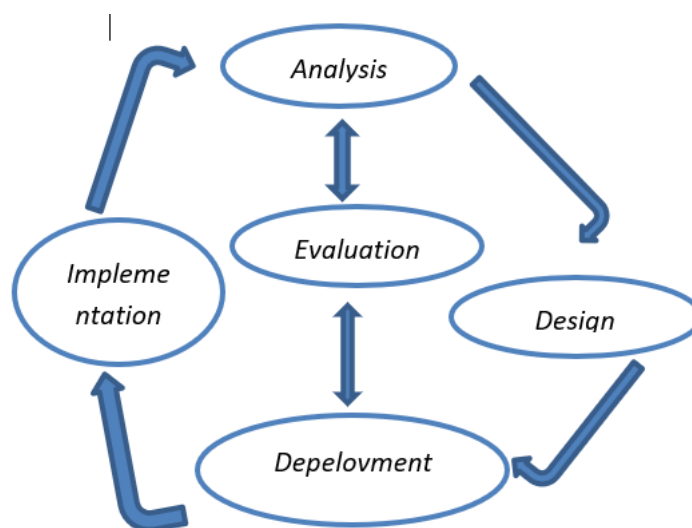 Analysis
Evaluation
Impleme
ntation
Design
Depelovment